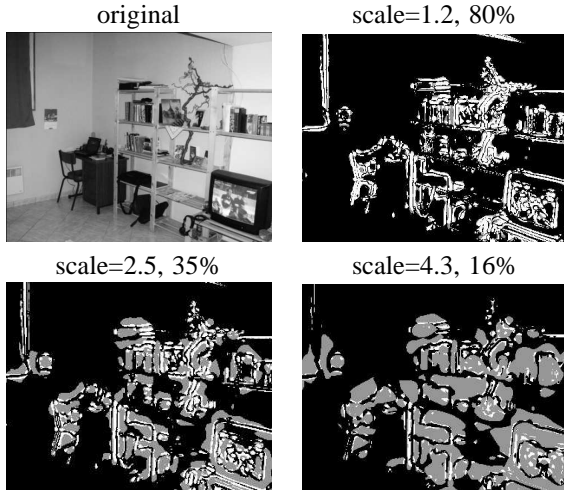 original
scale=1.2, 80%
scale=2.5, 35%
scale=4.3, 16%